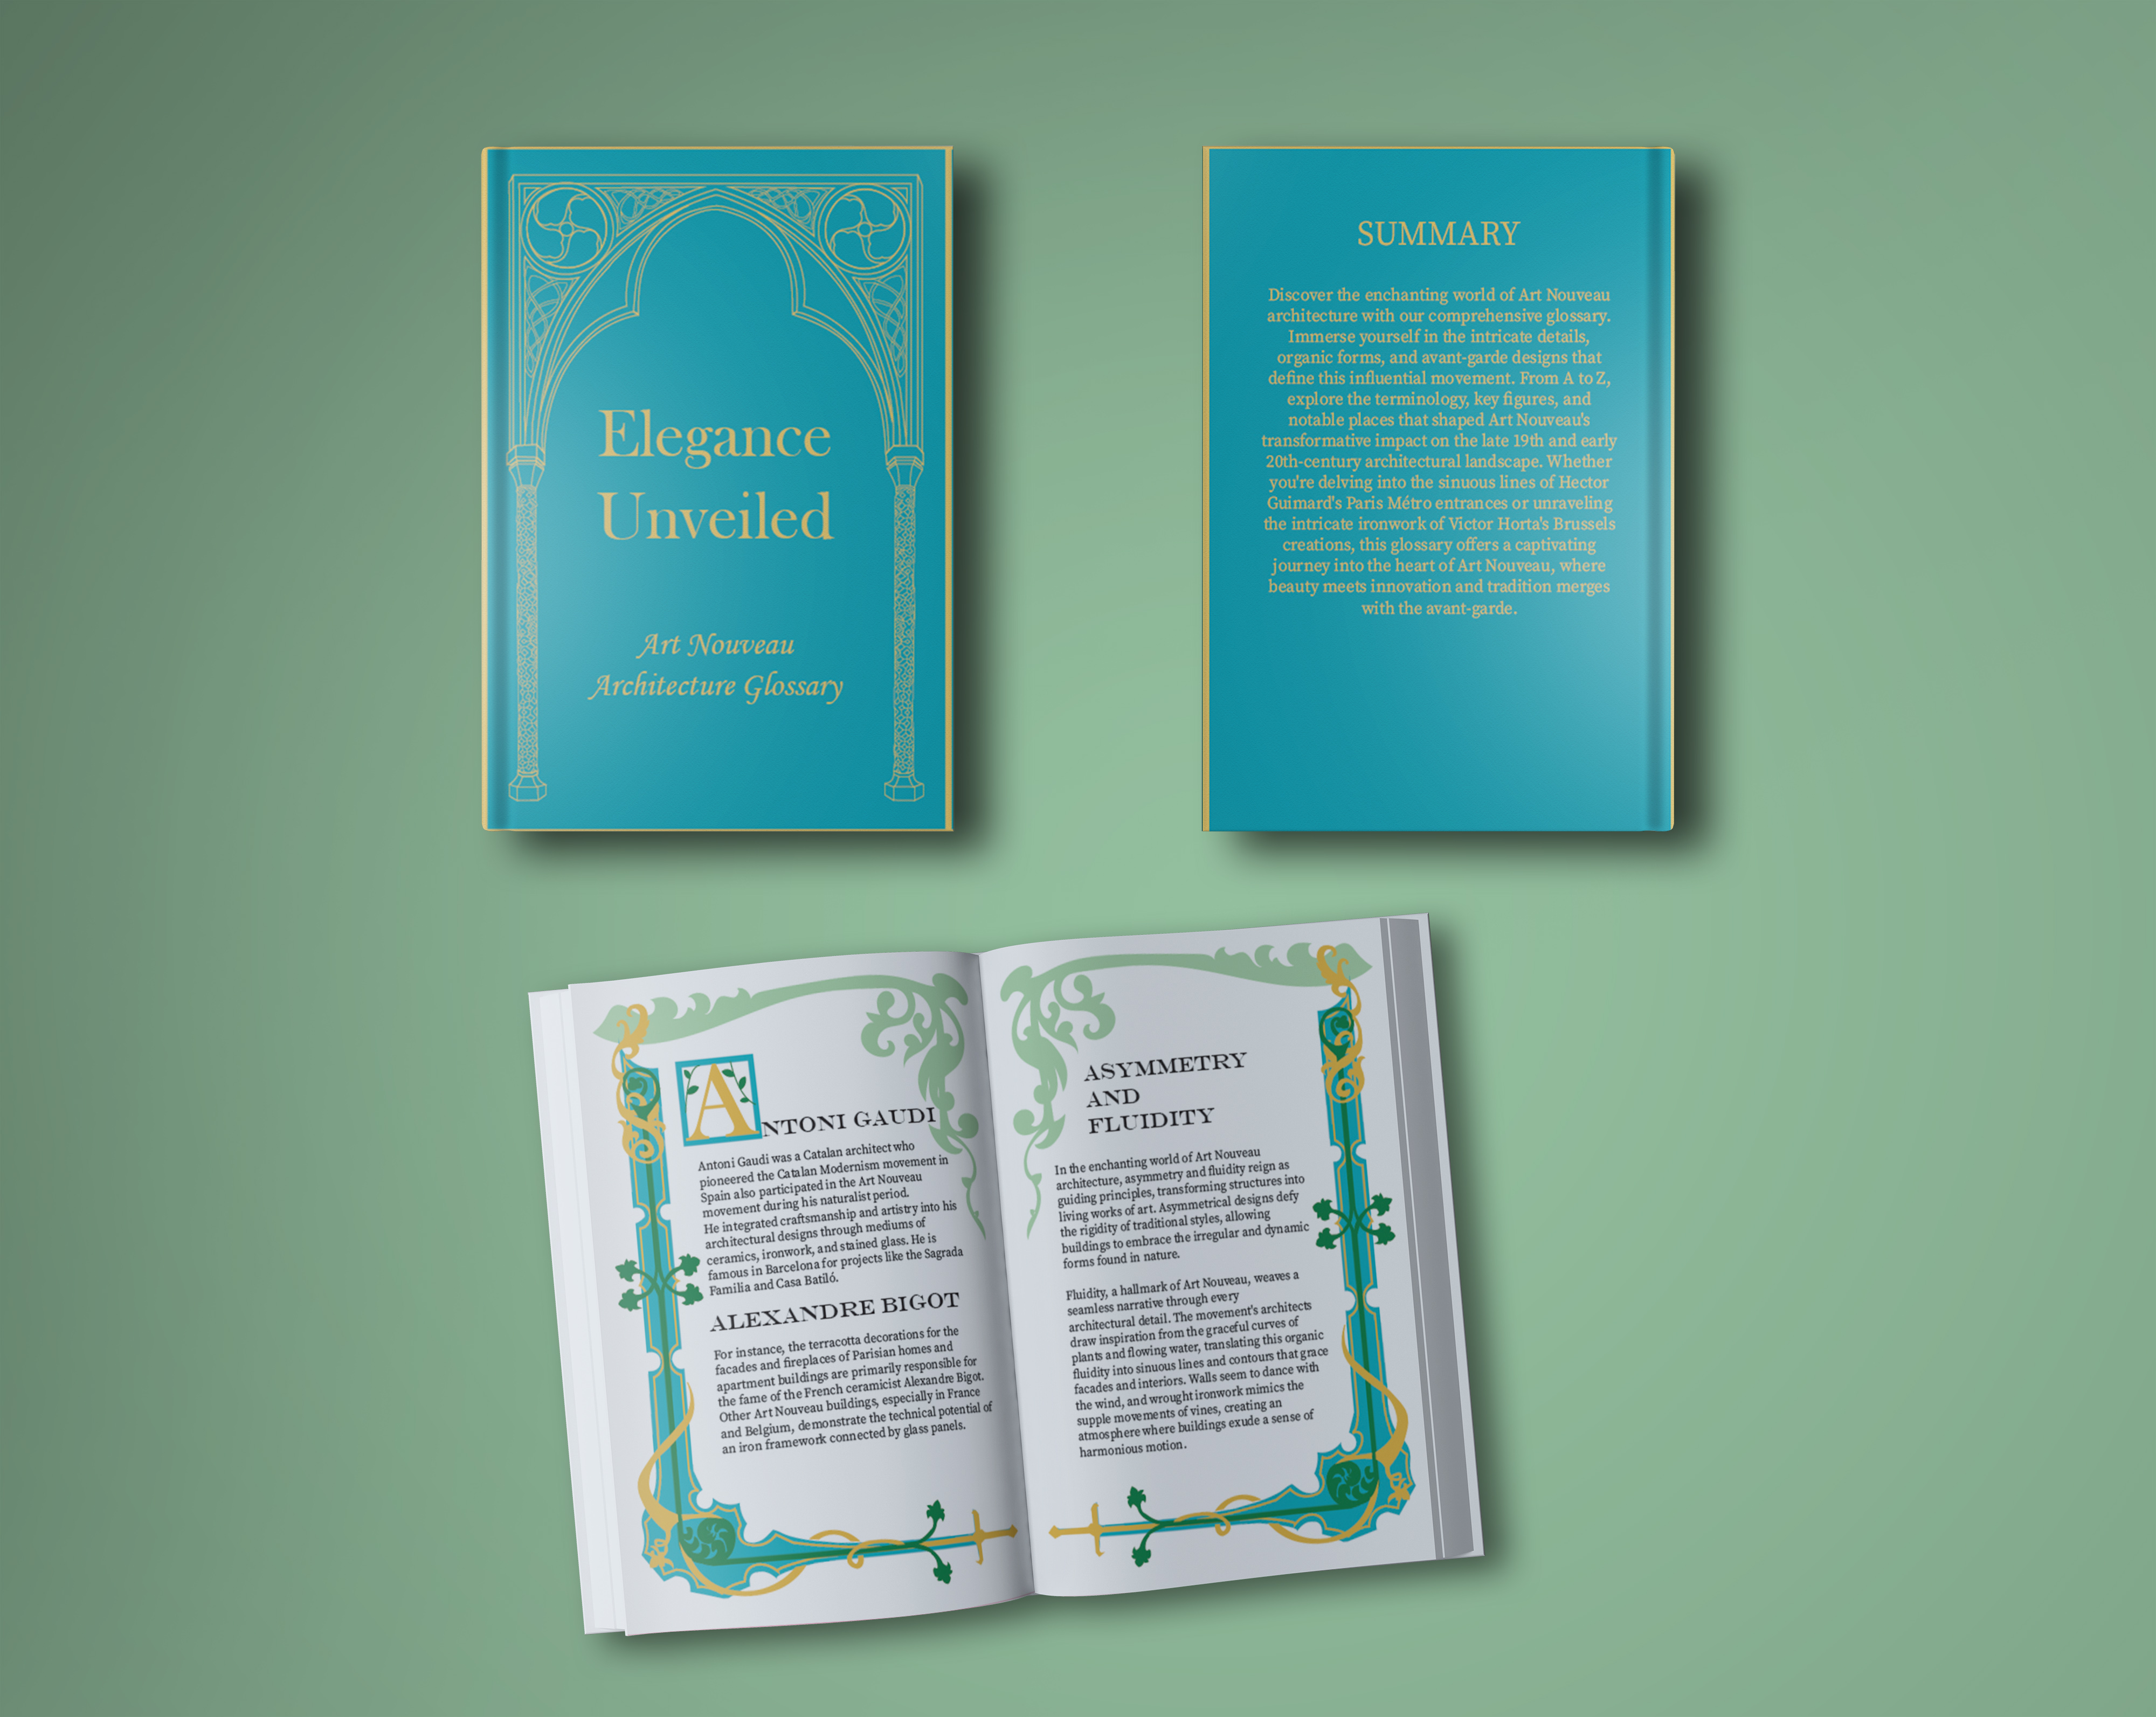 Elegance
Unveiled
Art Nouveau
Architecture Glossary
SUMMARY
Discover the enchanting world of Art Nouveau
architecture with our comprehensive glossary.
Immerse yourself in the intricate details,
organic forms, and avant-garde designs that
define this influential movement. From A to Z,
explore the terminology, key figures, and
notable places that shaped Art Nouveau's
transformative impact on the late 19th and early
20th-century architectural landscape. Whether
you're delving into the sinuous lines of Hector
Guimard's Paris Métro entrances or unraveling
the intricate ironwork of Victor Horta's Brussels
creations, this glossary offers a captivating
journey into the heart of Art Nouveau, where
beauty meets innovation and tradition merges
with the avant-garde.
ANTONI GAUDI
Antoni Gaudi was a Catalan architect who
pioneered the Catalan Modernism movement in
Spain also participated in the Art Nouveau
movement during his naturalist period.
He integrated craftsmanship and artistry into his
architectural designs through mediums of
ceramics, ironwork, and stained glass. He is
famous in Barcelona for projects like the Sagrada
Familia and Casa Batiló.
ALEXANDRE BIGOT
For instance, the terracotta decorations for the
facades and fireplaces of Parisian homes and
apartment buildings are primarily responsible for
the fame of the French ceramicist Alexandre Bigot.
Other Art Nouveau buildings, especially in France
and Belgium, demonstrate the technical potential of
an iron framework connected by glass panels.
ASYMMETRY
AND
FLUIDITY
In the enchanting world of Art Nouveau
architecture, asymmetry and fluidity reign as
guiding principles, transforming structures into
living works of art. Asymmetrical designs defy
the rigidity of traditional styles, allowing
buildings to embrace the irregular and dynamic
forms found in nature.
Fluidity, a hallmark of Art Nouveau, weaves a
seamless narrative through every
architectural detail. The movement's architects
draw inspiration from the graceful curves of
plants and flowing water, translating this organic
fluidity into sinuous lines and contours that grace
facades and interiors. Walls seem to dance with
the wind, and wrought ironwork mimics the
supple movements of vines, creating an
atmosphere where buildings exude a sense of
harmonious motion.